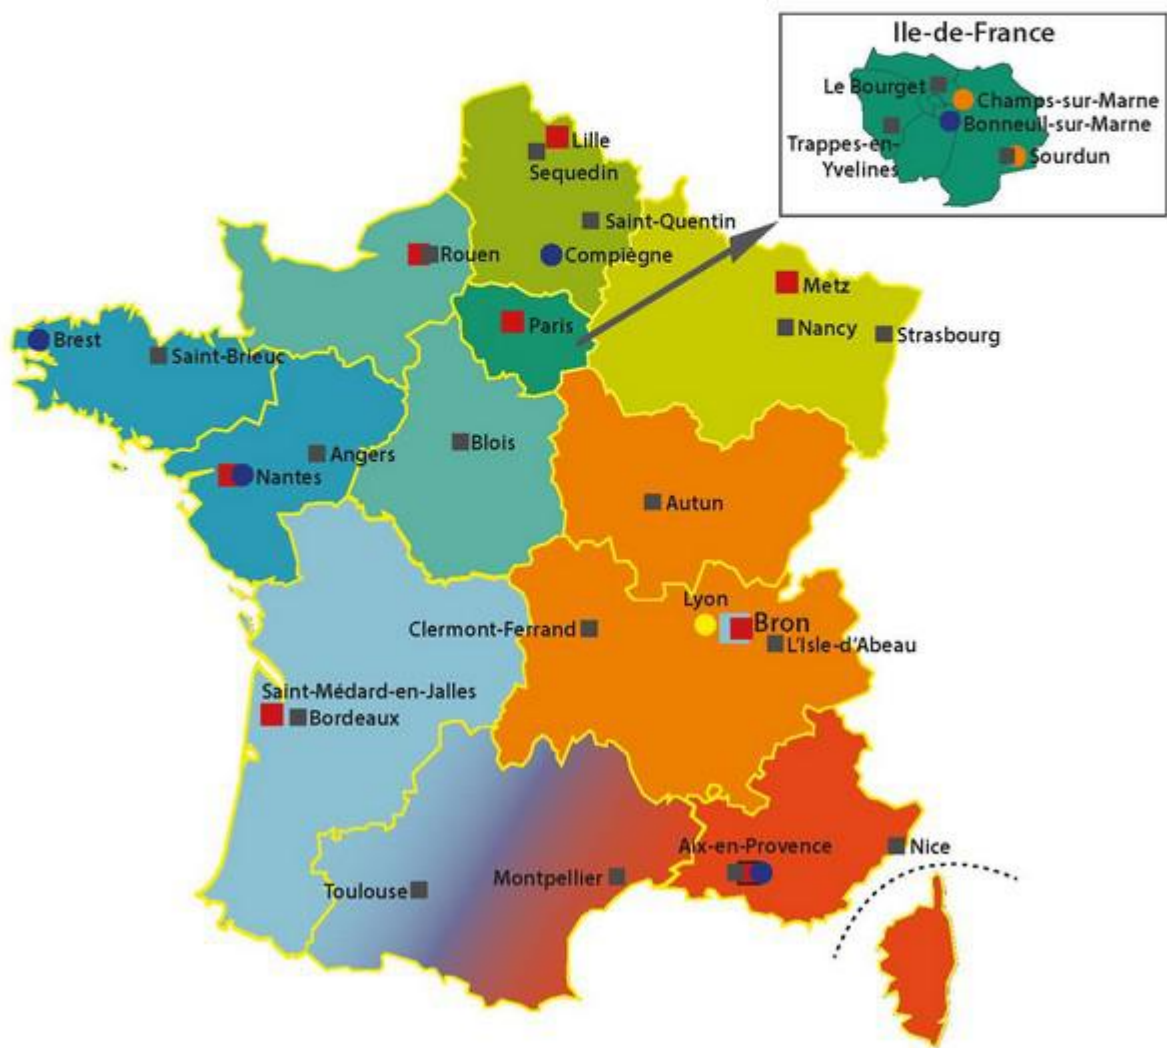 Ile-de-France
Le Bourget
Champs-sur-Marne
Bonneuil-sur-Marne
Trappes-en-
Yvelines
Sourdun
Lille
Sequedin
Saint-Quentin
Rouen
Compiègne
Metz
Paris
Nancy
Strasbourg
Brest
Saint-Brieuc
Angers
Blois
Nantes
Autun
Lyon
Bron
Clermont-Ferrand
L'Isle-d'Abeau
Saint-Médard-en-Jalles
Bordeaux
Aix-en-Provence
Nice
Toulouse
Montpellier